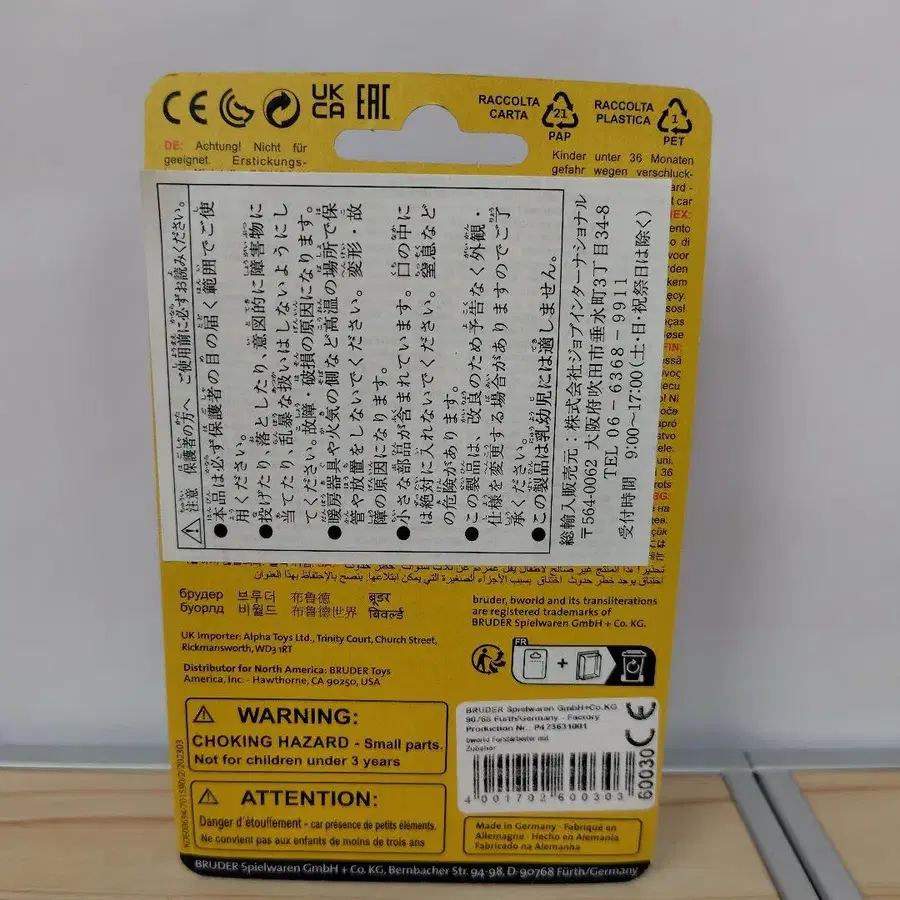 CE
UK
CA
EAC
RACCOLTA
CARTA
21
PAP
RACCOLTA
PLASTICA
1
PET
DE: Achtung! Nicht für
geeignet. Erstickungs-
Kinder unter 36 Monaten
gefahr wegen verschluck-
注意 保護者の方へ ご使用前に必ずお読みください。
●本品は必ず保護者の目の届く範囲でご使
用ください。
●投げたり、落としたり、意図的に障害物に
当てたり、乱暴な扱いはしないようにし
てください。故障・破損の原因になります。
●暖房器具や火気の側など高温の場所で保
管や放置をしないでください。変形・故
障の原因になります。
●小さな部品が含まれています。口の中に
は絶対に入れないでください。窒息など
の危険があります。
●この製品は、改良のため予告なく外観・
仕様を変更する場合がありますのでご了
承ください。
●この製品は乳幼児には適しません。
総輸入販売元:株式会社ジョブインターナショナル
〒564-0062 大阪府吹田市垂水町3丁目34-8
TEL 06-6368-9911
受付時間 9:00~17:00(土・日・祝祭日は除く)
брудер 브루더 布鲁德 ब्रूडर
буорлд 비월드 布鲁德世界 बिवर्ल्ड
bruder, bworld and its transliterations
are registered trademarks of
BRUDER Spielwaren GmbH + Co. KG.
UK Importer: Alpha Toys Ltd., Trinity Court, Church Street,
Rickmansworth, WD3 1RT
Distributor for North America: BRUDER Toys
America, Inc. - Hawthorne, CA 90250, USA
FR
WARNING:
CHOKING HAZARD - Small parts.
Not for children under 3 years
ATTENTION:
Danger d'étouffement - car présence de petits éléments.
Ne convient pas aux enfants de moins de trois ans
BRUDER Spielwaren GmbH+Co.KG
90768 Fürth/Germany - Factory
Production Nr.: P423631001
bworld Forstarbeiter mit
Zubehör
4 001702 600303
60030
CE
Made in Germany · Fabriqué en
Allemagne · Hecho en Alemania
Fabricado na Alemanha
BRUDER Spielwaren GmbH + Co. KG, Bernbacher Str. 94-98, D-90768 Fürth/Germany